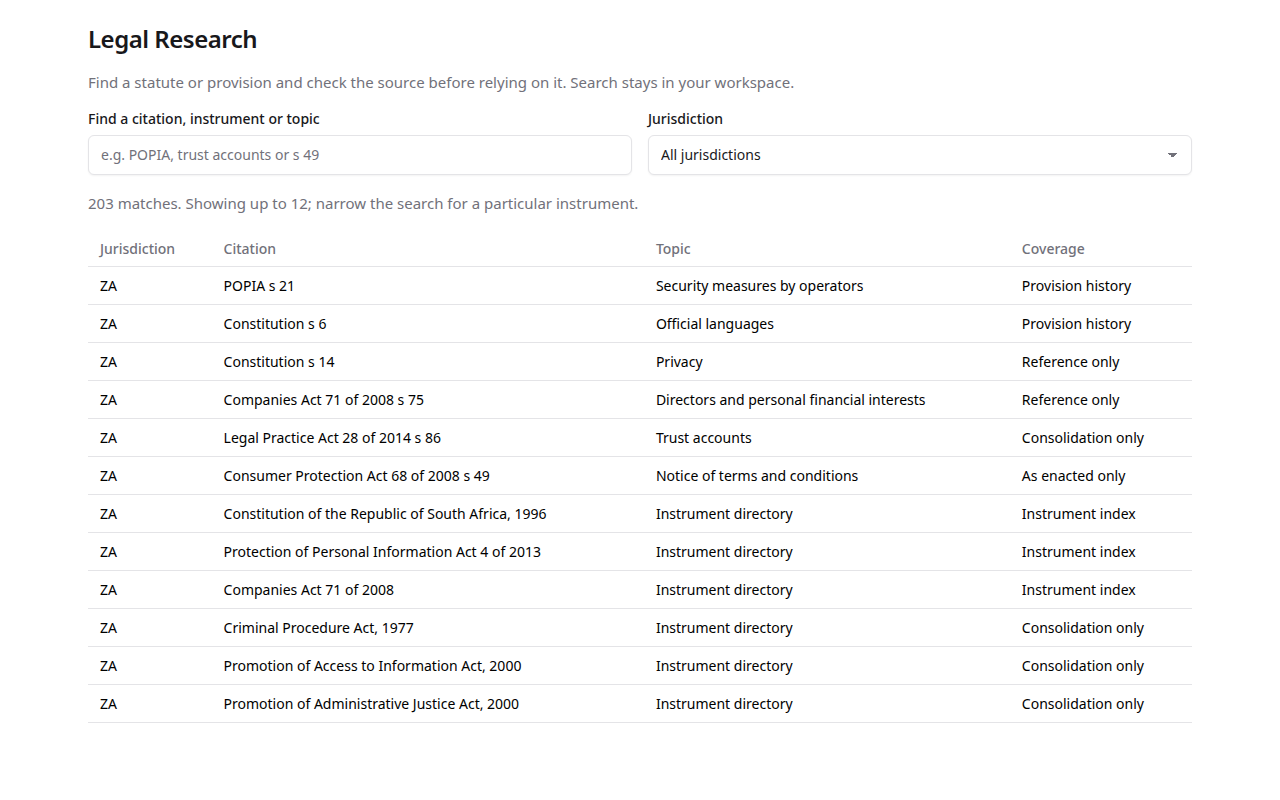 Legal Research
Find a statute or provision and check the source before relying on it. Search stays in your workspace.
Find a citation, instrument or topic
Jurisdiction
e.g. POPIA, trust accounts or s 49
All jurisdictions
203 matches. Showing up to 12; narrow the search for a particular instrument.
Jurisdiction Citation Topic Coverage
ZA POPIA s 21 Security measures by operators Provision history
ZA Constitution s 6 Official languages Provision history
ZA Constitution s 14 Privacy Reference only
ZA Companies Act 71 of 2008 s 75 Directors and personal financial interests Reference only
ZA Legal Practice Act 28 of 2014 s 86 Trust accounts Consolidation only
ZA Consumer Protection Act 68 of 2008 s 49 Notice of terms and conditions As enacted only
ZA Constitution of the Republic of South Africa, 1996 Instrument directory Instrument index
ZA Protection of Personal Information Act 4 of 2013 Instrument directory Instrument index
ZA Companies Act 71 of 2008 Instrument directory Instrument index
ZA Criminal Procedure Act, 1977 Instrument directory Consolidation only
ZA Promotion of Access to Information Act, 2000 Instrument directory Consolidation only
ZA Promotion of Administrative Justice Act, 2000 Instrument directory Consolidation only